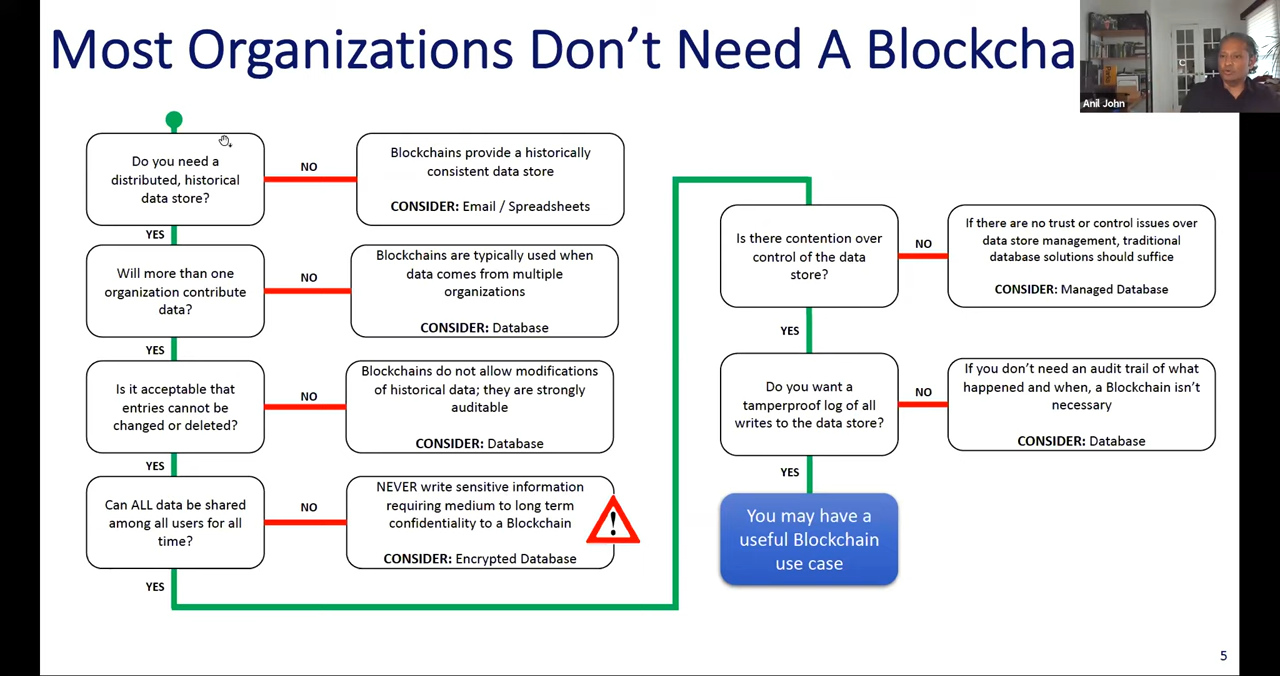 Most Organizations Don't Need A Blockcha
Anil John
Do you need a
distributed, historical
data store?
NO
Blockchains provide a historically
consistent data store
CONSIDER: Email / Spreadsheets
YES
Will more than one
organization contribute
data?
NO
Blockchains are typically used when
data comes from multiple
organizations
CONSIDER: Database
YES
Is it acceptable that
entries cannot be
changed or deleted?
NO
Blockchains do not allow modifications
of historical data; they are strongly
auditable
CONSIDER: Database
YES
Can ALL data be shared
among all users for all
time?
NO
NEVER write sensitive information
requiring medium to long term
confidentiality to a Blockchain
CONSIDER: Encrypted Database
!
YES
Is there contention over
control of the data
store?
NO
If there are no trust or control issues over
data store management, traditional
database solutions should suffice
CONSIDER: Managed Database
YES
Do you want a
tamperproof log of all
writes to the data store?
NO
If you don't need an audit trail of what
happened and when, a Blockchain isn't
necessary
CONSIDER: Database
YES
You may have a
useful Blockchain
use case
5